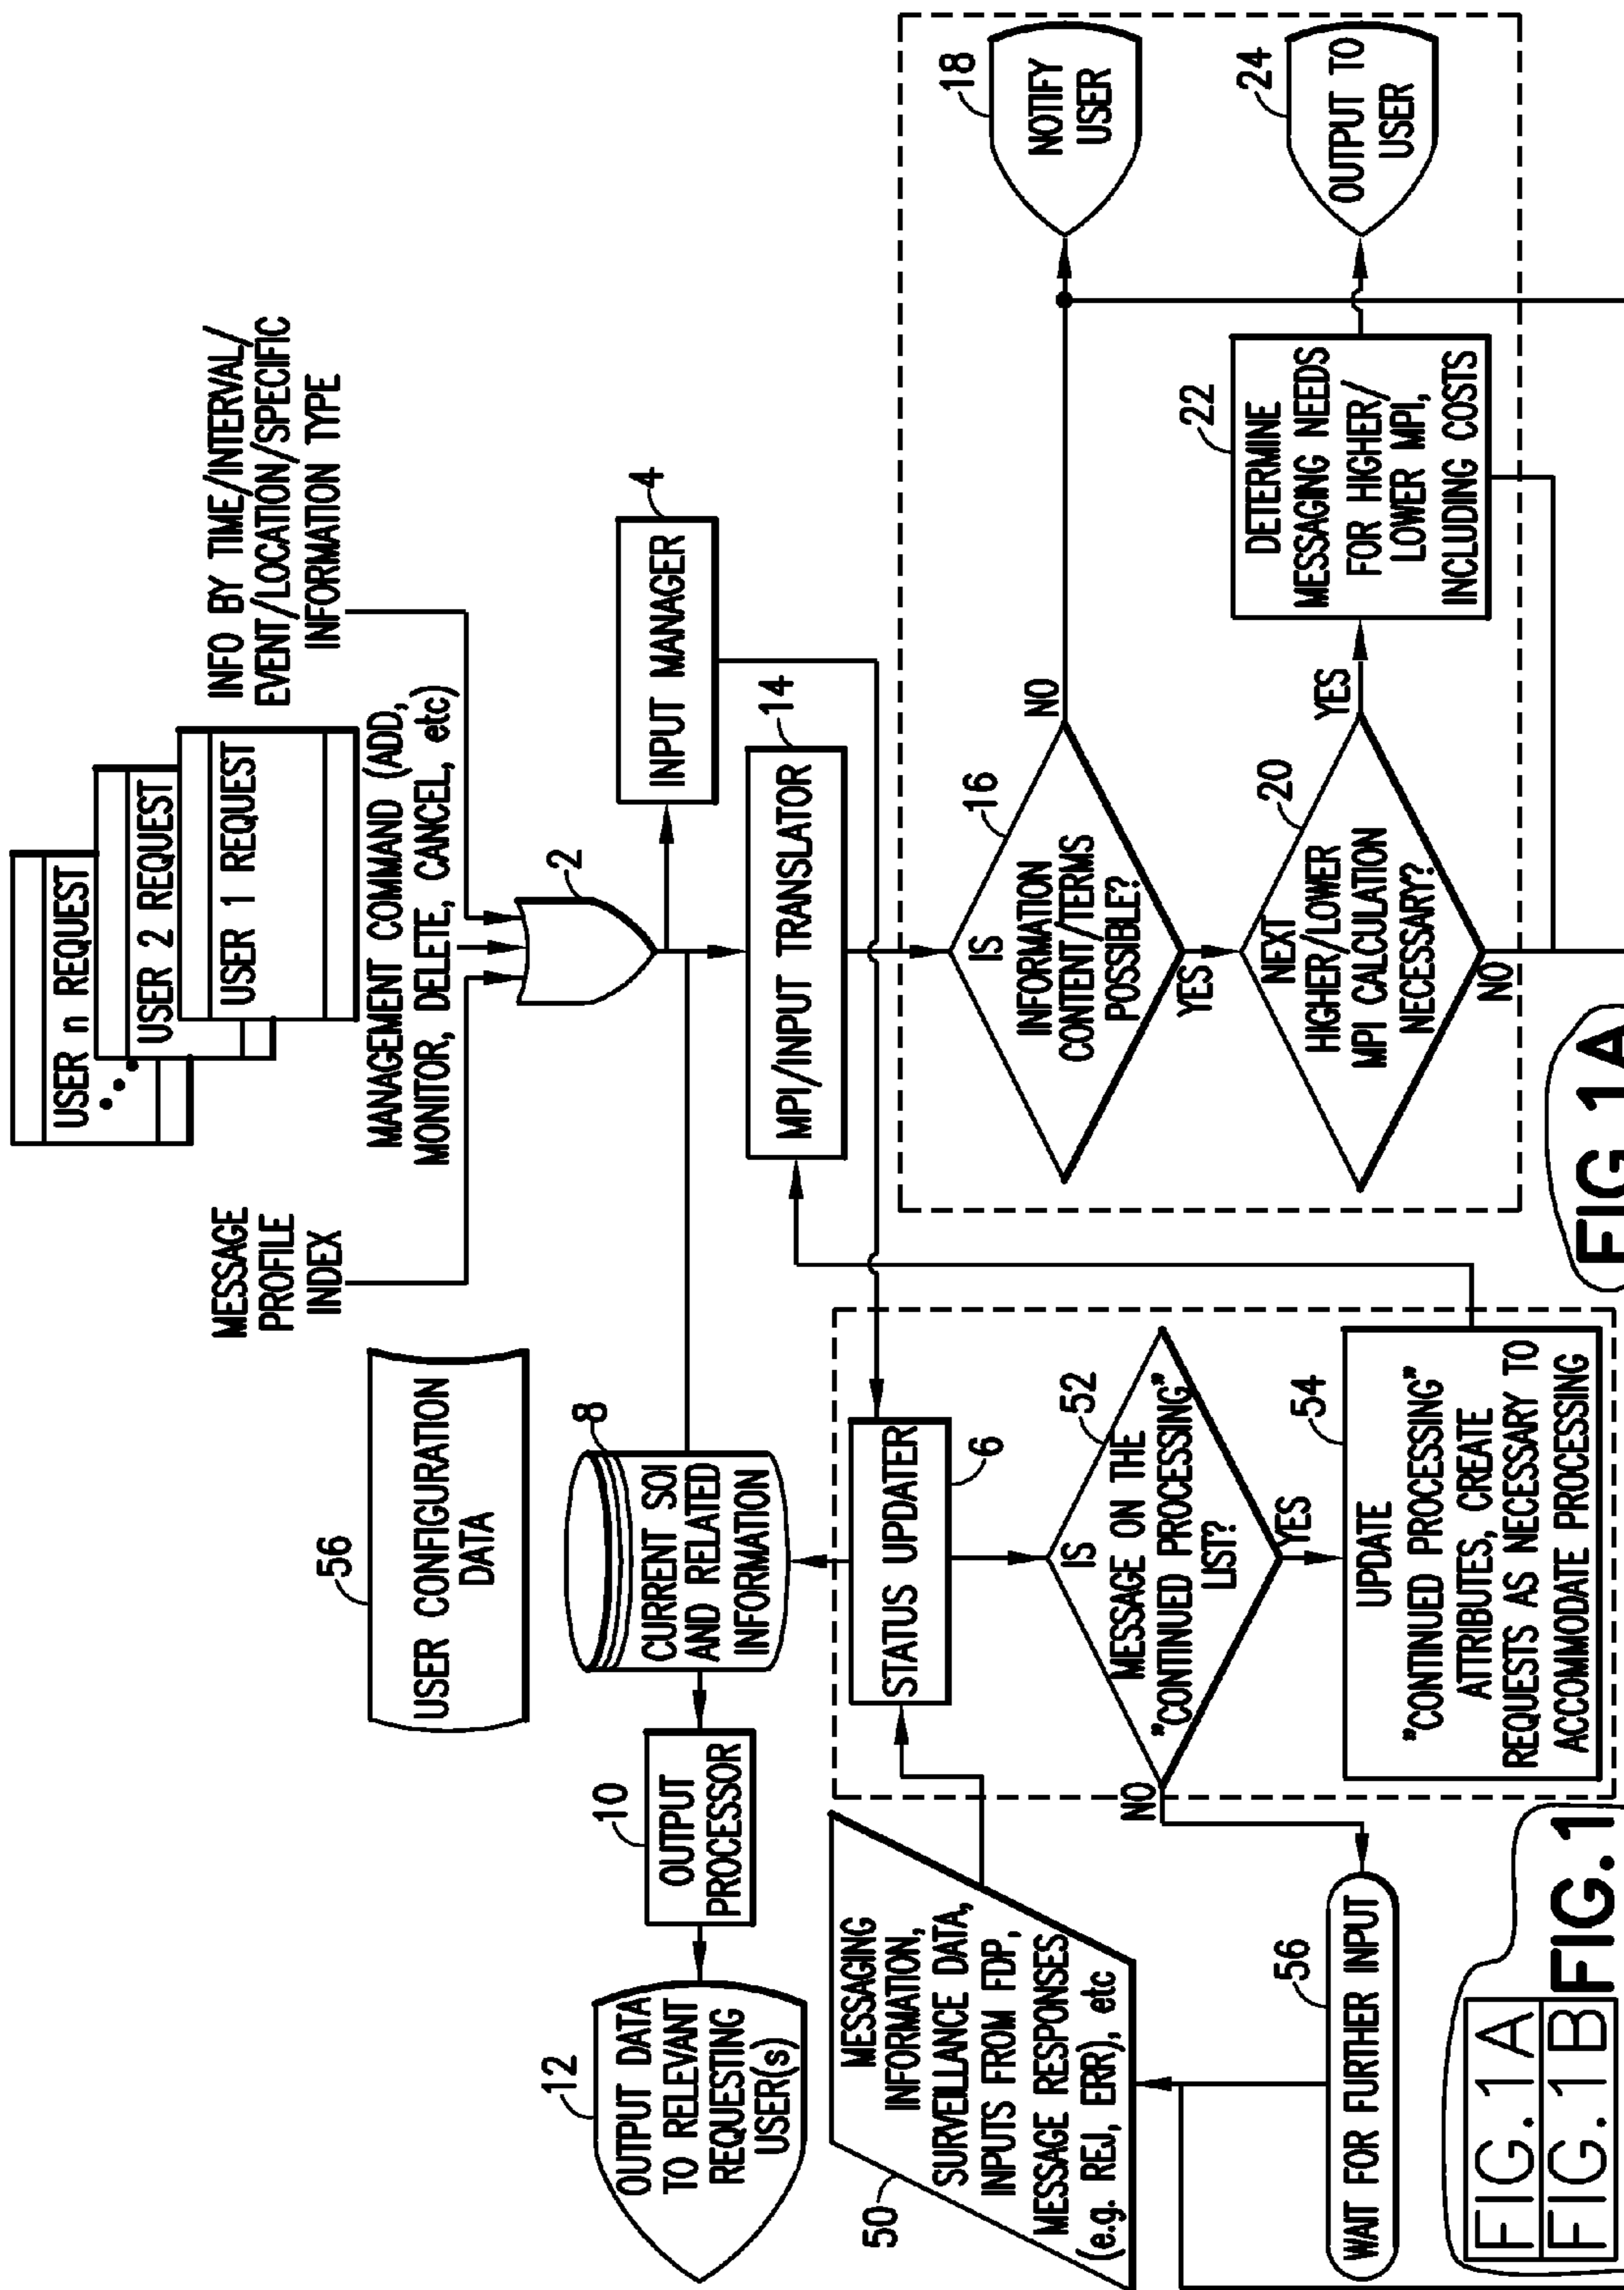 USER n REQUEST
USER 2 REQUEST
USER 1 REQUEST
MESSAGE
PROFILE
INDEX
MANAGEMENT COMMAND (ADD,
MONITOR, DELETE, CANCEL, etc)
INFO BY TIME/INTERVAL/
EVENT/LOCATION/SPECIFIC
INFORMATION TYPE
2
4
INPUT MANAGER
14
MPI/INPUT TRANSLATOR
56
USER CONFIGURATION
DATA
8
CURRENT SOI
AND RELATED
INFORMATION
10
OUTPUT
PROCESSOR
12
OUTPUT DATA
TO RELEVANT
REQUESTING
USER(s)
STATUS UPDATER
6
50
MESSAGING
INFORMATION,
SURVEILLANCE DATA,
INPUTS FROM FDP,
MESSAGE RESPONSES
(e.g. REJ, ERR), etc
52
IS
MESSAGE ON THE
"CONTINUED PROCESSING"
LIST?
NO
YES
54
UPDATE
"CONTINUED PROCESSING"
ATTRIBUTES, CREATE
REQUESTS AS NECESSARY TO
ACCOMMODATE PROCESSING
56
WAIT FOR FURTHER INPUT
16
IS
INFORMATION
CONTENT/TERMS
POSSIBLE?
NO
YES
18
NOTIFY
USER
20
NEXT
HIGHER/LOWER
MPI CALCULATION
NECESSARY?
YES
NO
22
DETERMINE
MESSAGING NEEDS
FOR HIGHER/
LOWER MPI,
INCLUDING COSTS
24
OUTPUT TO
USER
FIG. 1A
FIG. 1B
FIG. 1
FIG 1A